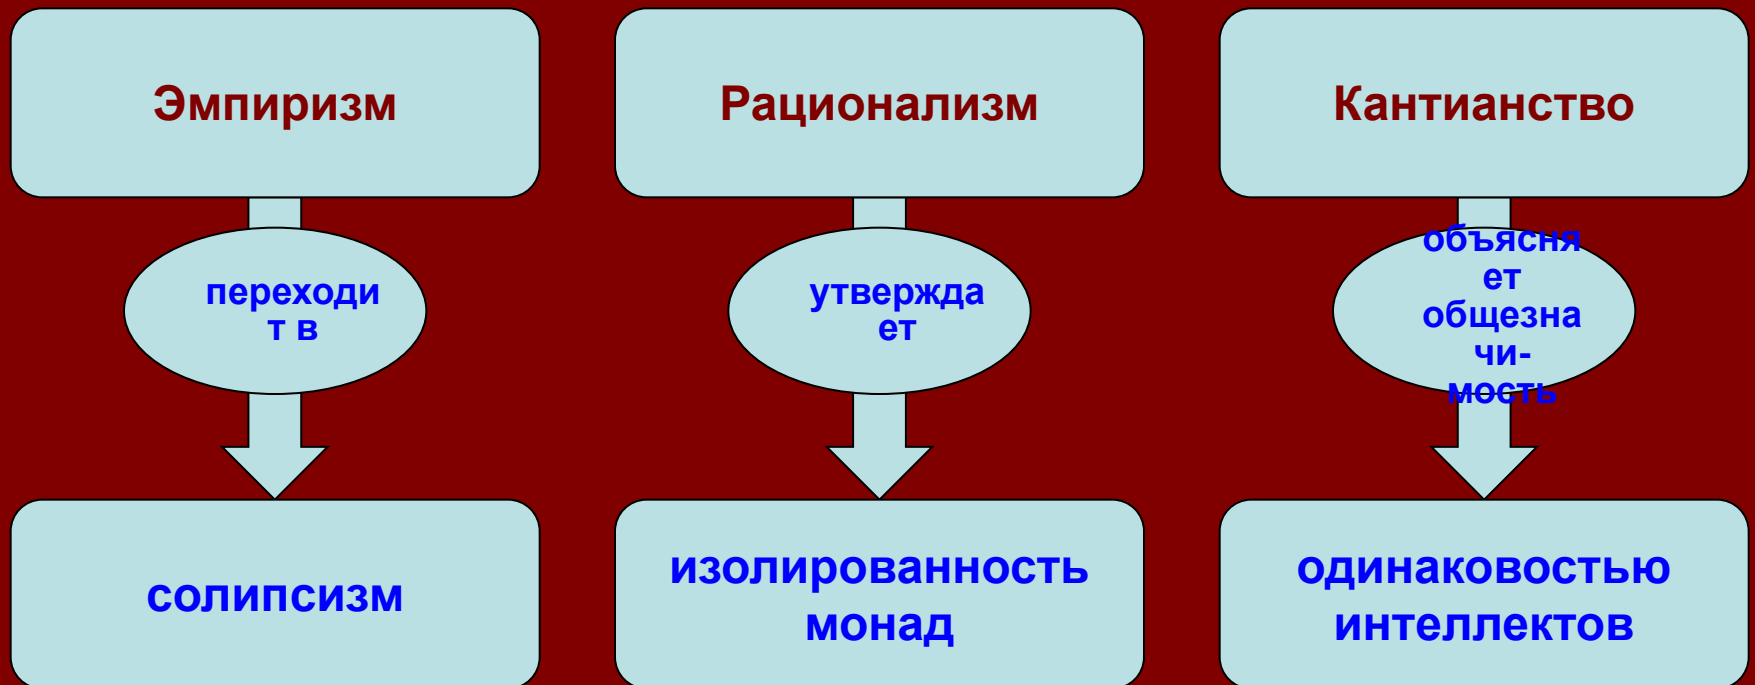 Эмпиризм
переходи
т в
солипсизм
Рационализм
утвержда
ет
изолированность
монад
Кантианство
объясня
ет
общезна
чи-
мость
одинаковостью
интеллектов